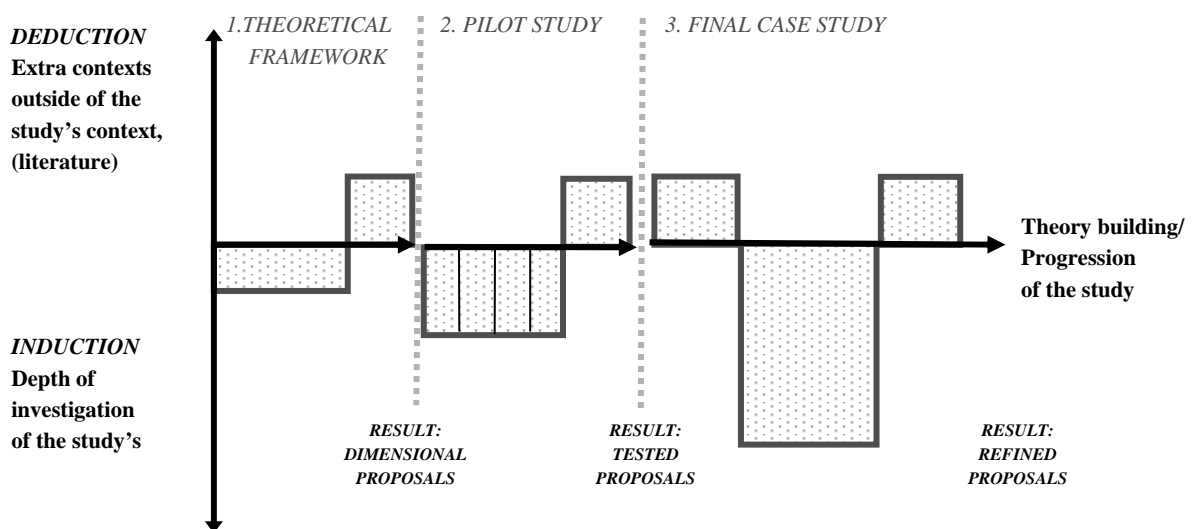 1.THEORETICAL
FRAMEWORK
2. PILOT STUDY
3. FINAL CASE STUDY
DEDUCTION
Extra contexts
outside of the
study’s context,
(literature)
Theory building/
Progression
of the study
INDUCTION
Depth of
investigation
of the study’s
RESULT:
DIMENSIONAL
PROPOSALS
RESULT:
TESTED
PROPOSALS
RESULT:
REFINED
PROPOSALS